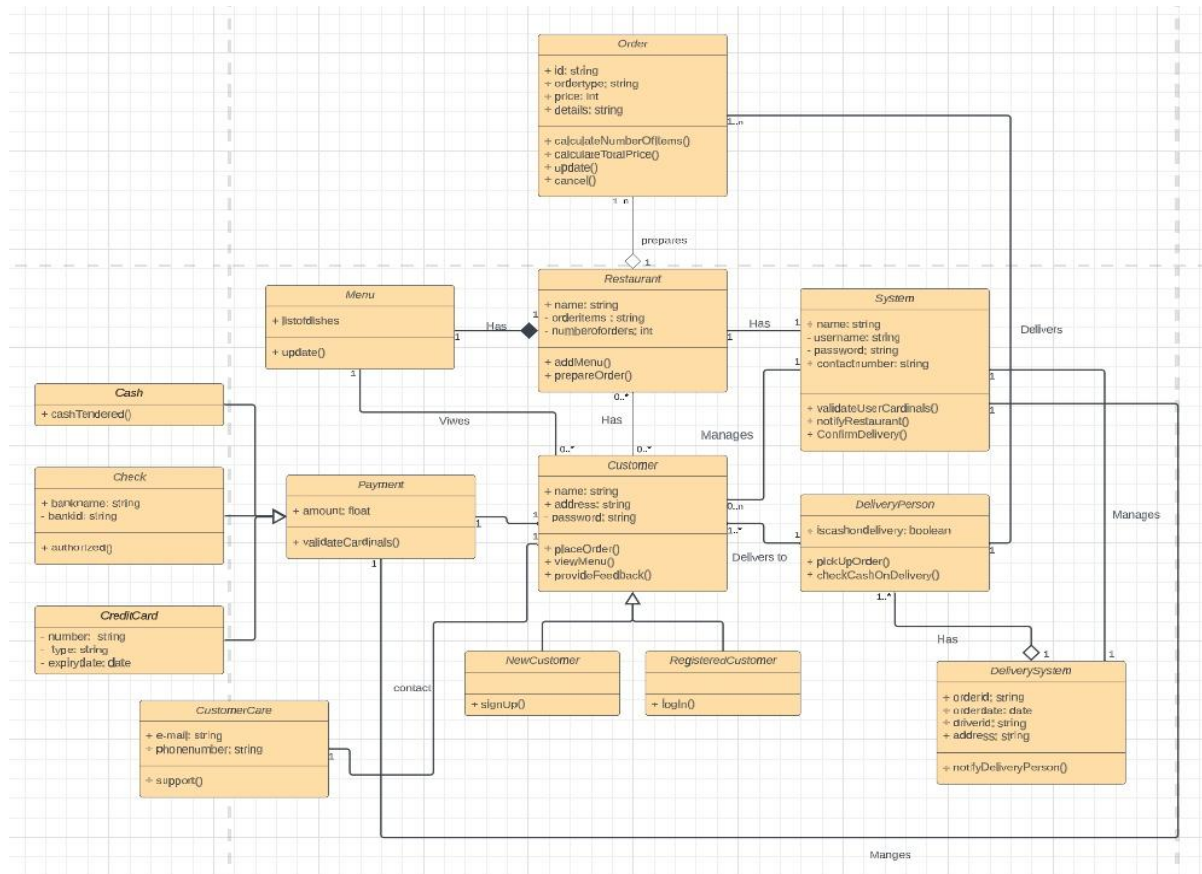 Order
+ id: string
+ ordertype: string
+ price: int
+ details: string
+ calculateNumberOfItems()
+ calculateTotalPrice()
+ update()
+ cancel()
1..n
1..n
prepares
1
Restaurant
+ name: string
- orderitems : string
- numberoforders: int
+ addMenu()
+ prepareOrder()
Menu
+ listofdishes
+ update()
1
Has
1
System
+ name: string
- username: string
- password: string
+ contactnumber: string
+ validateUserCardinals()
+ notifyRestaurant()
+ ConfirmDelivery()
1
Has
1
Delivers
1
1
1
1
Viwes
0..*
0..*
Has
0..*
Manages
Cash
+ cashTendered()
Check
+ bankname: string
- bankid: string
+ authorized()
CreditCard
- number: string
- type: string
- expirydate: date
Payment
+ amount: float
+ validateCardinals()
1
1
1
1
Customer
+ name: string
+ address: string
- password: string
+ placeOrder()
+ viewMenu()
+ provideFeedback()
0..n
1..*
Delivers to
1
DeliveryPerson
+ iscashondelivery: boolean
+ pickUpOrder()
+ checkCashOnDelivery()
1
Manages
1..*
Has
1
1
NewCustomer
+ signUp()
RegisteredCustomer
+ logIn()
DeliverySystem
+ orderid: string
+ orderdate: date
+ driverid: string
+ address: string
+ notifyDeliveryPerson()
contact
CustomerCare
+ e-mail: string
+ phonenumber: string
+ support()
1
Manges